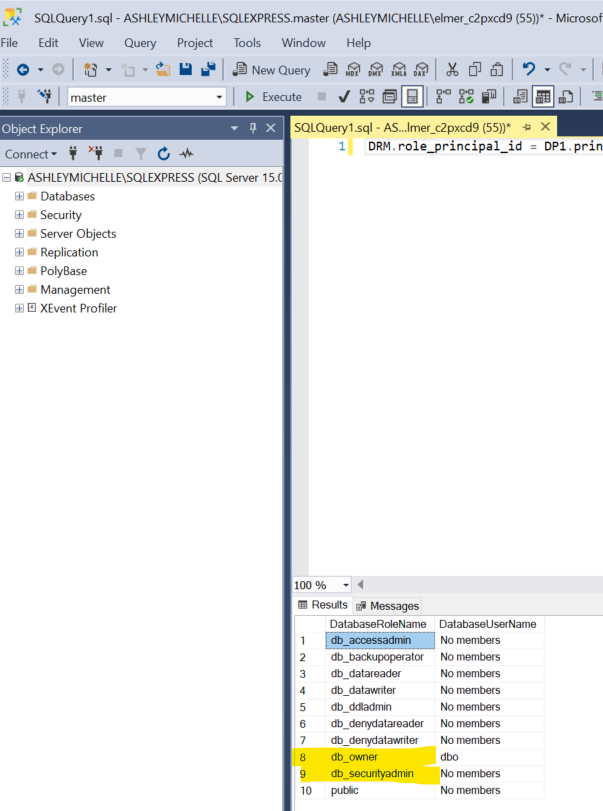 SQLQuery1.sql - ASHLEYMICHELLE\SQLEXPRESS.master (ASHLEYMICHELLE\elmer_c2pxcd9 (55))* - Microsof
File Edit View Query Project Tools Window Help
New Query MDX DMX XMLA DAX
master Execute
Object Explorer
SQLQuery1.sql - AS...lmer_c2pxcd9 (55))*
Connect
1 DRM.role_principal_id = DP1.prin
ASHLEYMICHELLE\SQLEXPRESS (SQL Server 15.0
Databases
Security
Server Objects
Replication
PolyBase
Management
XEvent Profiler
100 %
Results Messages
DatabaseRoleName DatabaseUserName
1 db_accessadmin No members
2 db_backupoperator No members
3 db_datareader No members
4 db_datawriter No members
5 db_ddladmin No members
6 db_denydatareader No members
7 db_denydatawriter No members
8 db_owner dbo
9 db_securityadmin No members
10 public No members